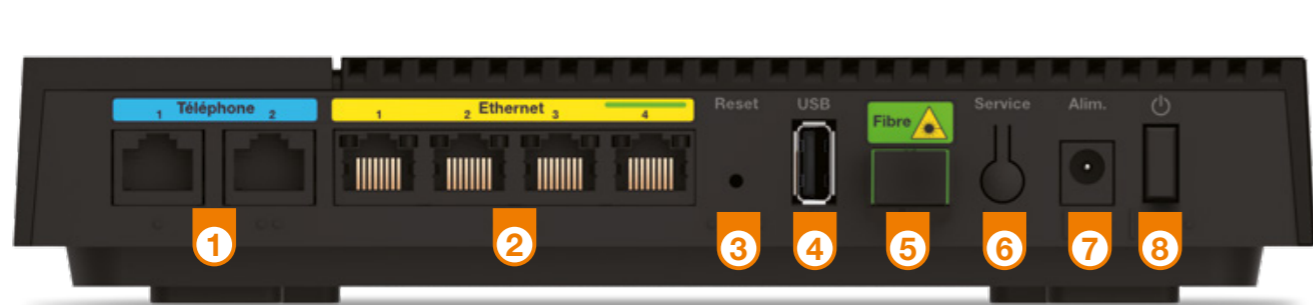 Téléphone
1 2
Ethernet
1 2 3 4
Reset
USB
Fibre
Service
Alim.
1
2
3
4
5
6
7
8